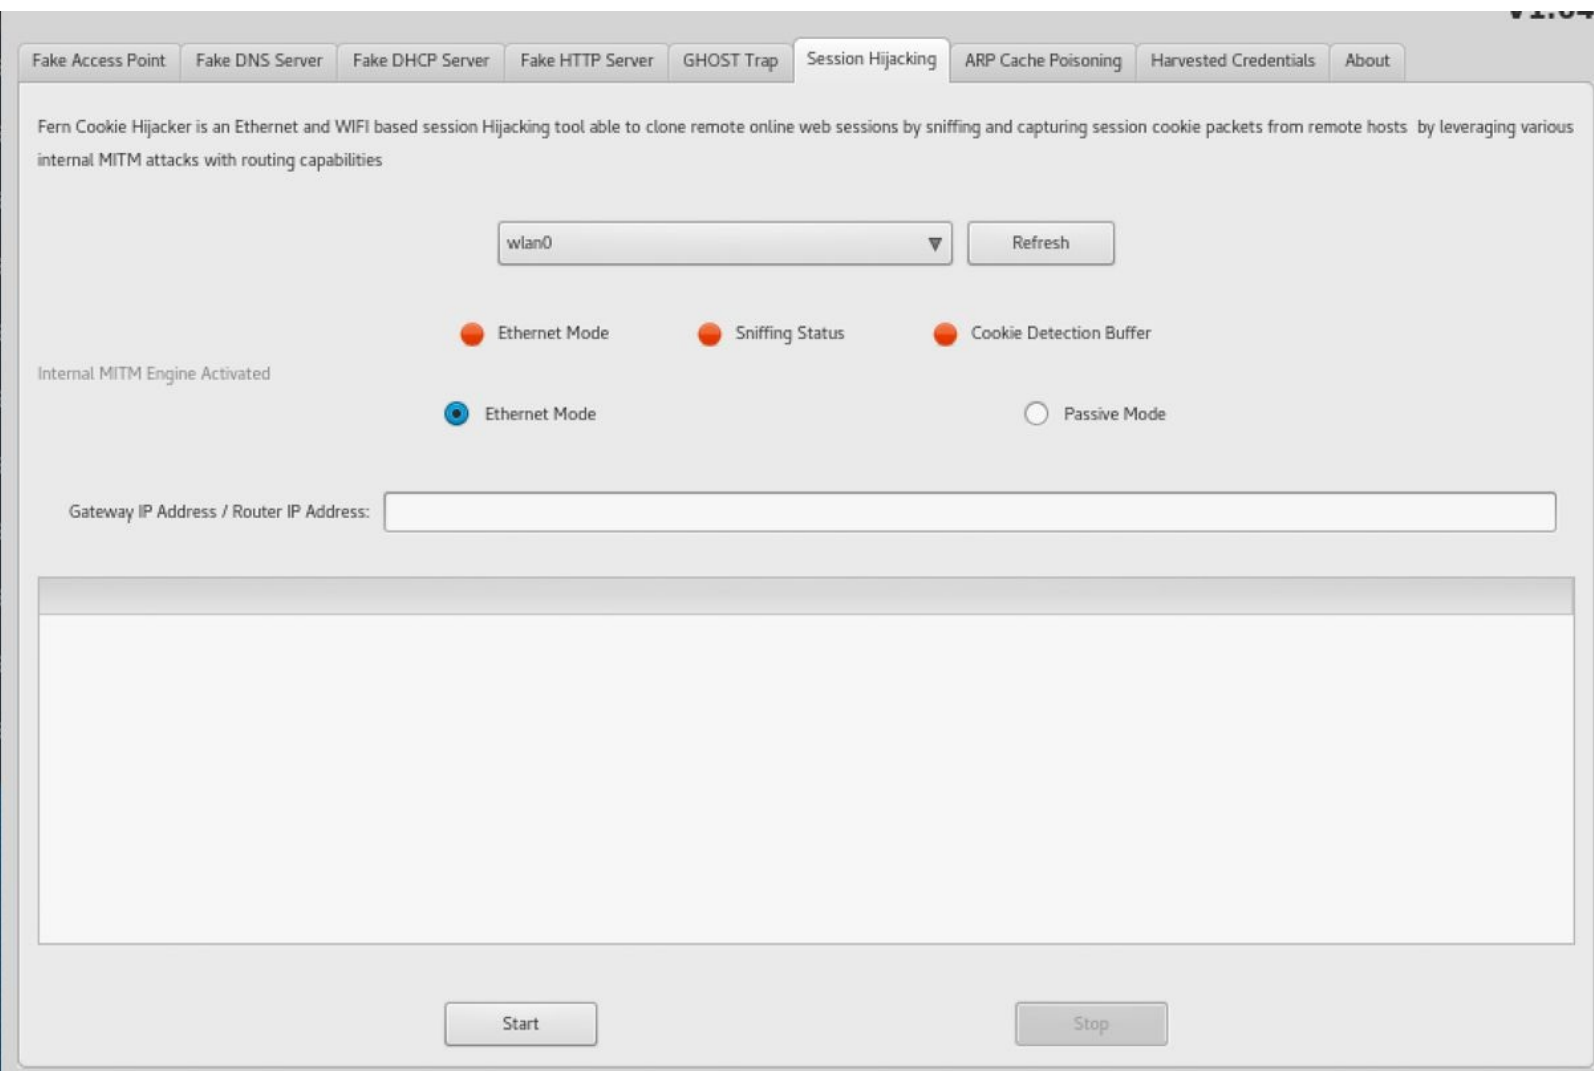 Fake Access Point Fake DNS Server Fake DHCP Server Fake HTTP Server GHOST Trap Session Hijacking ARP Cache Poisoning Harvested Credentials About
Fern Cookie Hijacker is an Ethernet and WIFI based session Hijacking tool able to clone remote online web sessions by sniffing and capturing session cookie packets from remote hosts by leveraging various
internal MITM attacks with routing capabilities
wlan0 Refresh
Ethernet Mode Sniffing Status Cookie Detection Buffer
Internal MITM Engine Activated
Ethernet Mode Passive Mode
Gateway IP Address / Router IP Address:
Start Stop